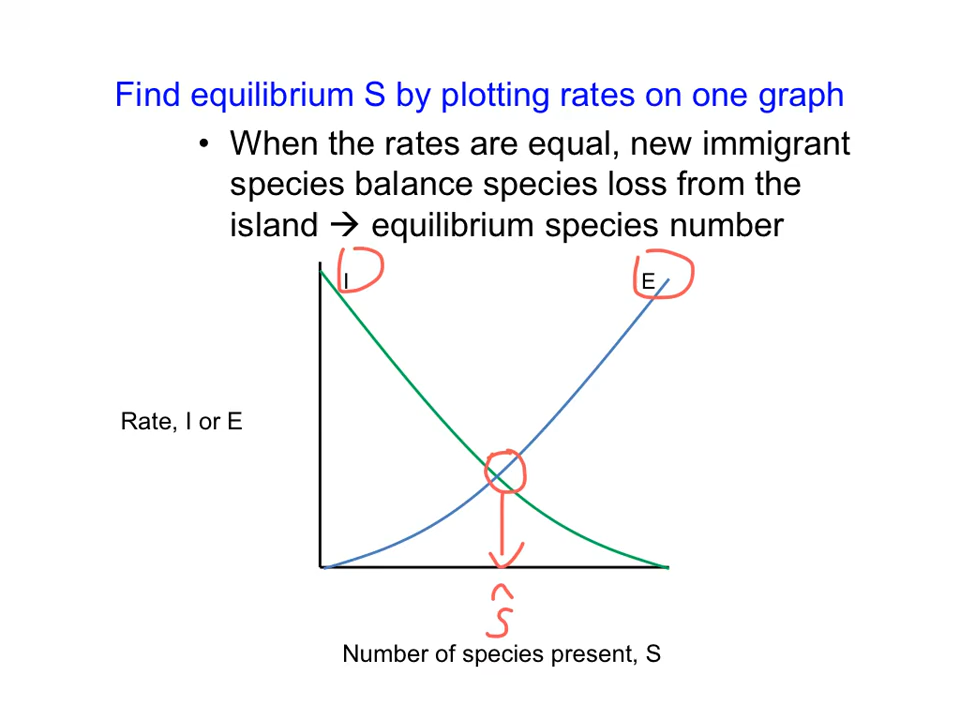 Find equilibrium S by plotting rates on one graph
• When the rates are equal, new immigrant
species balance species loss from the
island → equilibrium species number
I
E
Rate, I or E
Ŝ
Number of species present, S